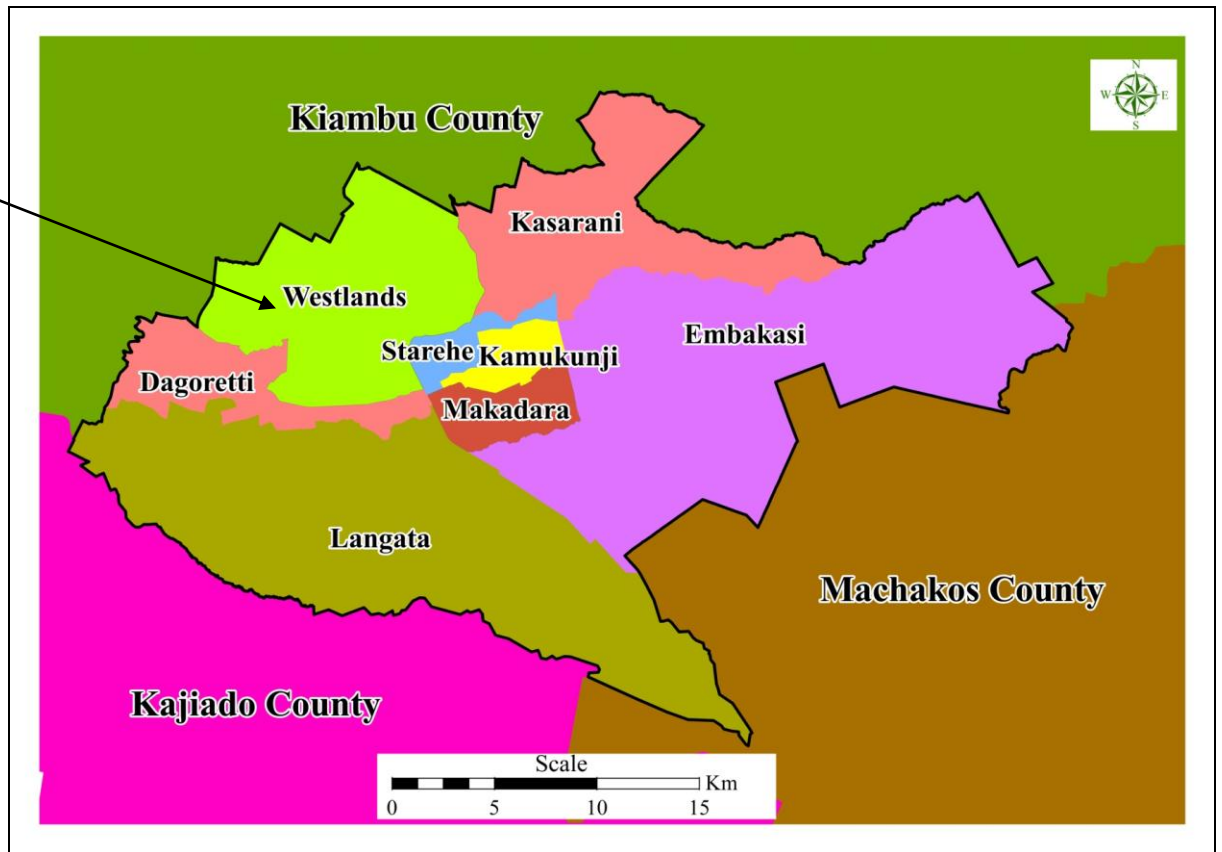 N
W E
S
Kiambu County
Kasarani
Westlands
Embakasi
Starehe Kamukunji
Dagoretti
Makadara
Langata
Machakos County
Kajiado County
Scale
Km
0 5 10 15